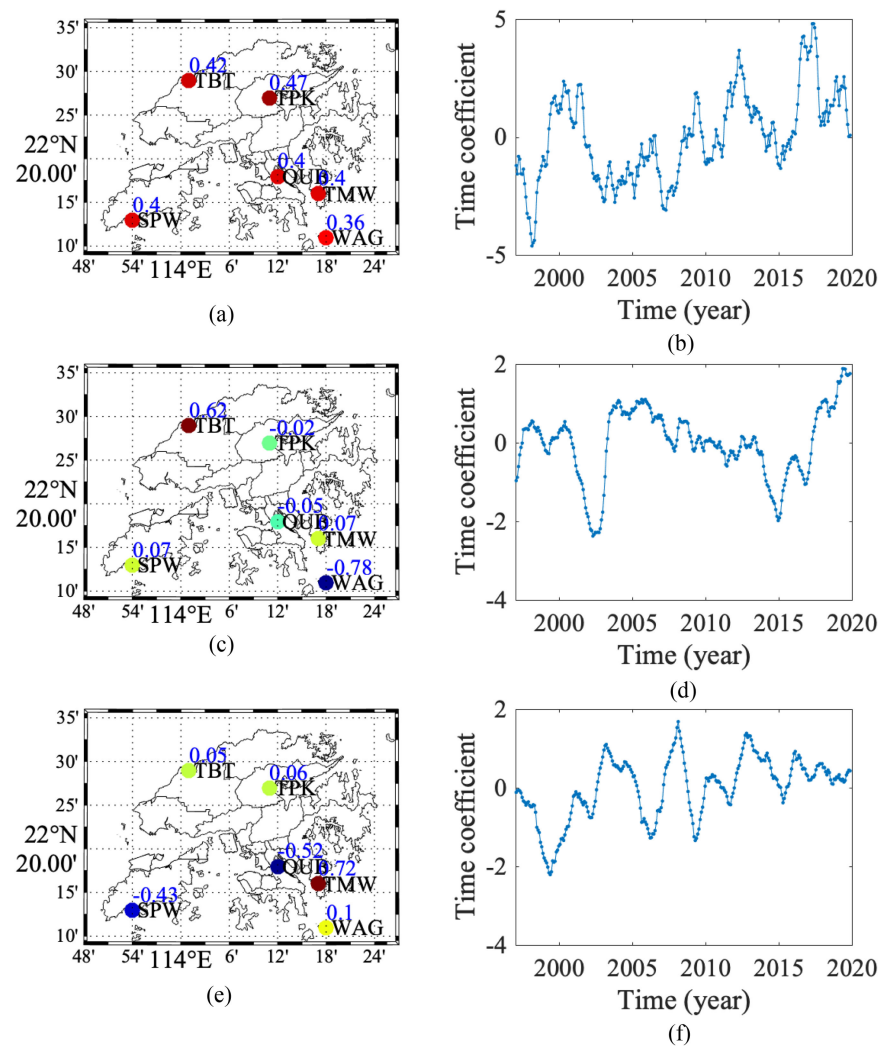 35'
30'
25'
22°N
20.00'
15'
10'
48'
54'
114°E
6'
12'
18'
24'
0.42
TBT
0.47
TPK
0.4
QUB
0.4
TMW
0.4
SPW
0.36
WAG
(a)
5
0
-5
2000
2005
2010
2015
2020
Time coefficient
Time (year)
(b)
35'
30'
25'
22°N
20.00'
15'
10'
48'
54'
114°E
6'
12'
18'
24'
0.62
TBT
-0.02
TPK
-0.05
QUB
0.07
TMW
0.07
SPW
-0.78
WAG
(c)
2
0
-2
-4
2000
2005
2010
2015
2020
Time coefficient
Time (year)
(d)
35'
30'
25'
22°N
20.00'
15'
10'
48'
54'
114°E
6'
12'
18'
24'
0.05
TBT
0.06
TPK
-0.52
QUB
0.72
TMW
-0.43
SPW
0.1
WAG
(e)
2
0
-2
-4
2000
2005
2010
2015
2020
Time coefficient
Time (year)
(f)